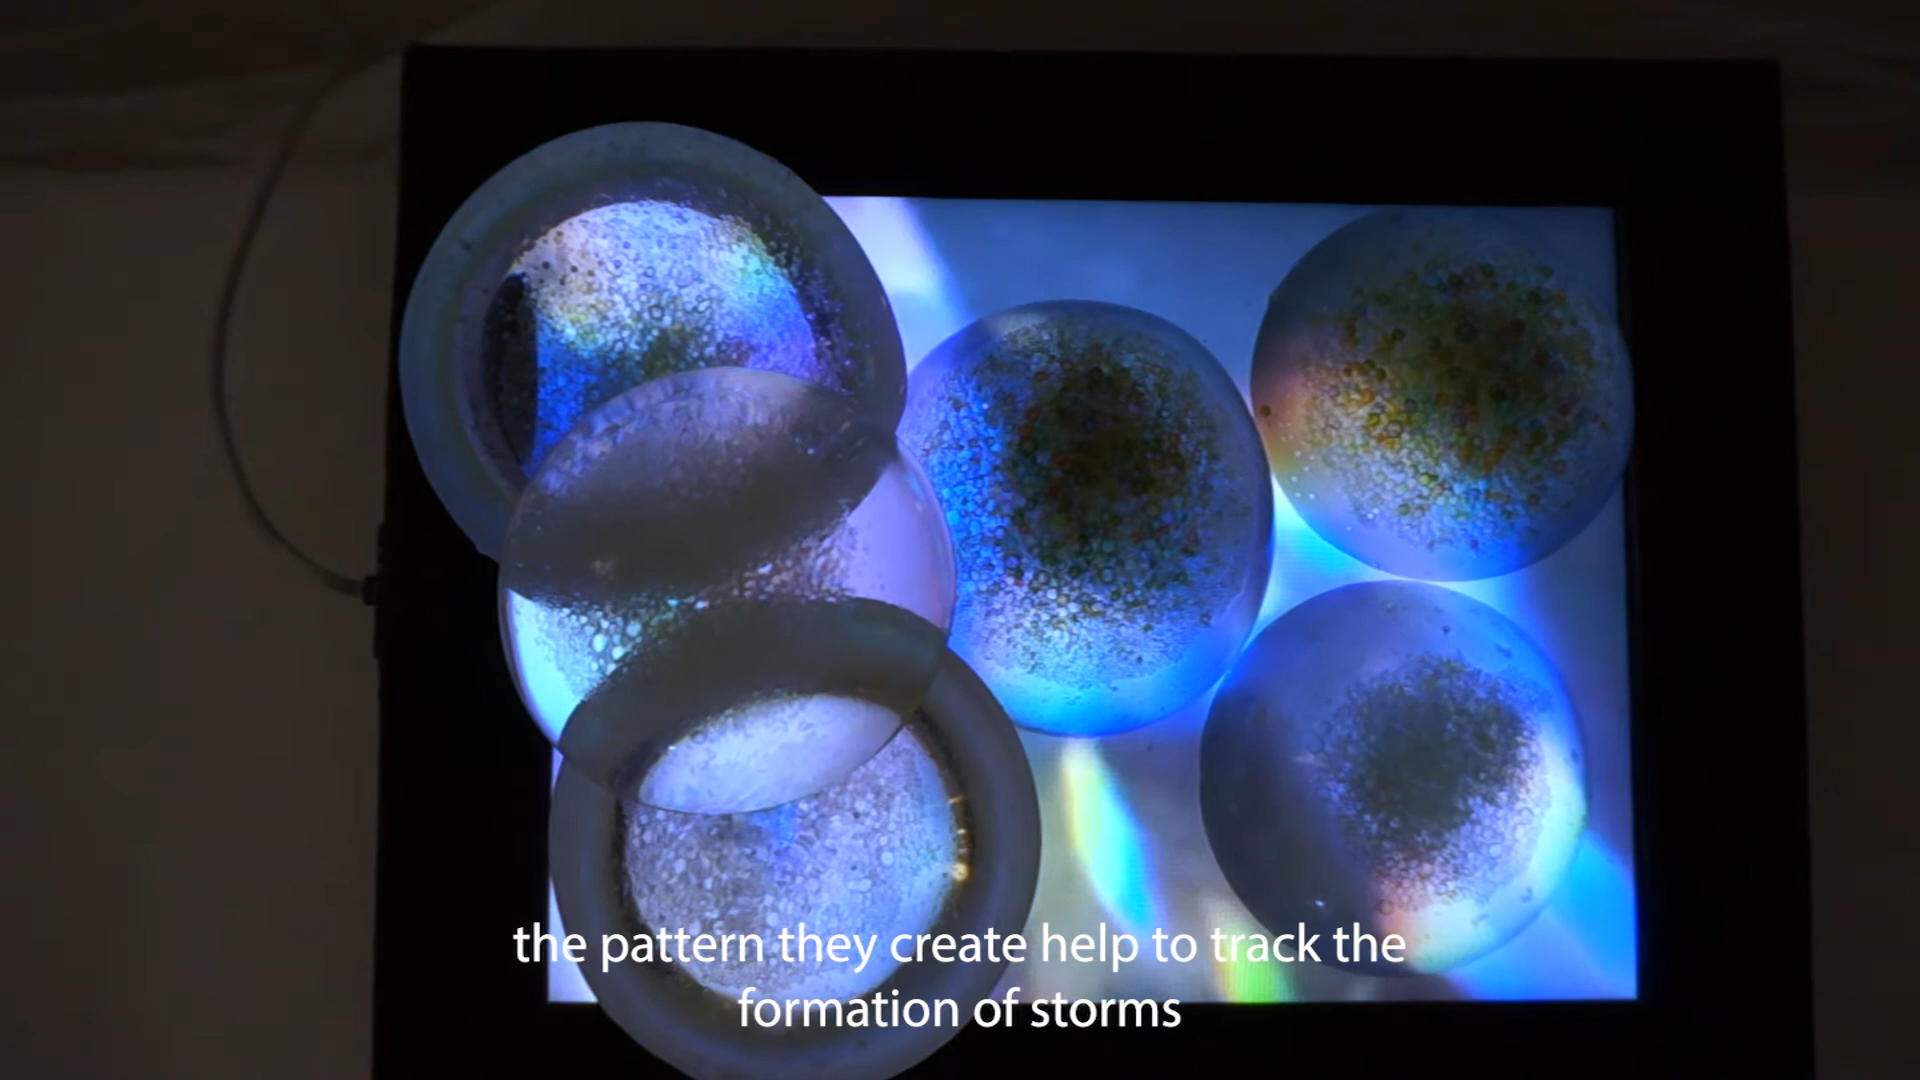 the pattern they create help to track the
formation of storms